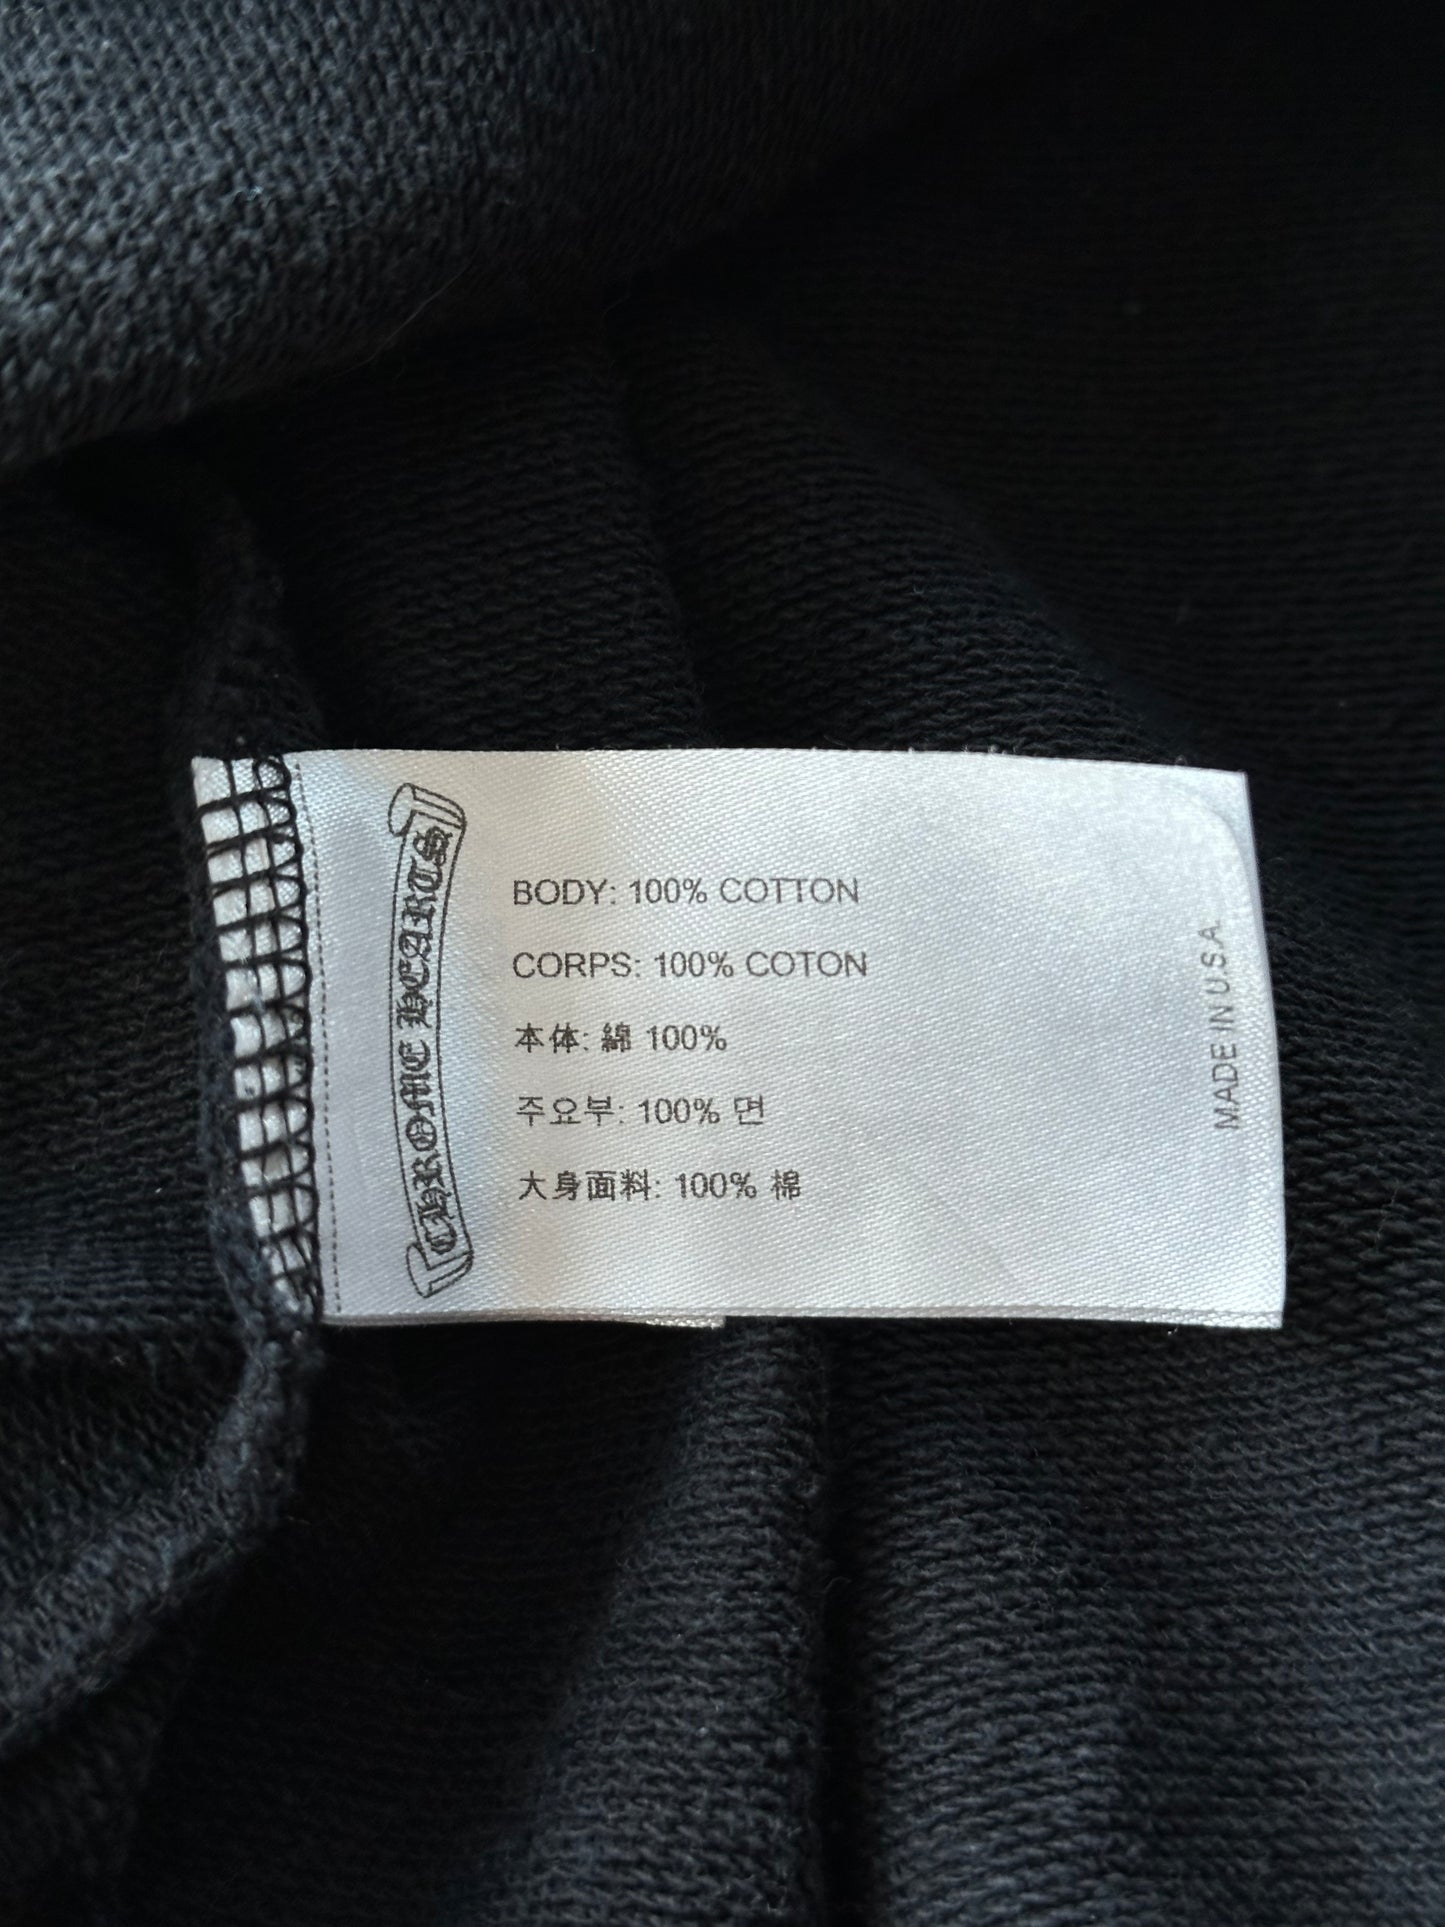 CHROME HEARTS
BODY: 100% COTTON
CORPS: 100% COTON
本体: 綿 100%
주요부: 100% 면
大身面料: 100% 棉
MADE IN U.S.A.